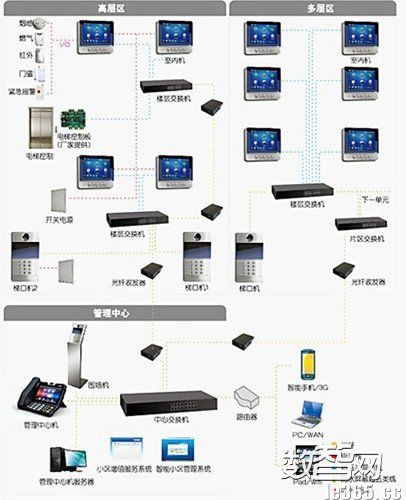 高层区
多层区
烟感
燃气
红外
门磁
紧急报警
I/O
室内机
室内机
楼层交换机
电梯控制
电梯控制板
(厂家提供)
开关电源
楼层交换机
楼层交换机
下一单元
片区交换机
梯口机2
梯口机1
光纤收发器
梯口机
光纤收发器
管理中心
围墙机
管理中心机
中心交换机
管理中心机服务器
小区增值服务系统
智能小区管理系统
路由器
智能手机/3G
PC/WAN
Pad/wifi
数当网